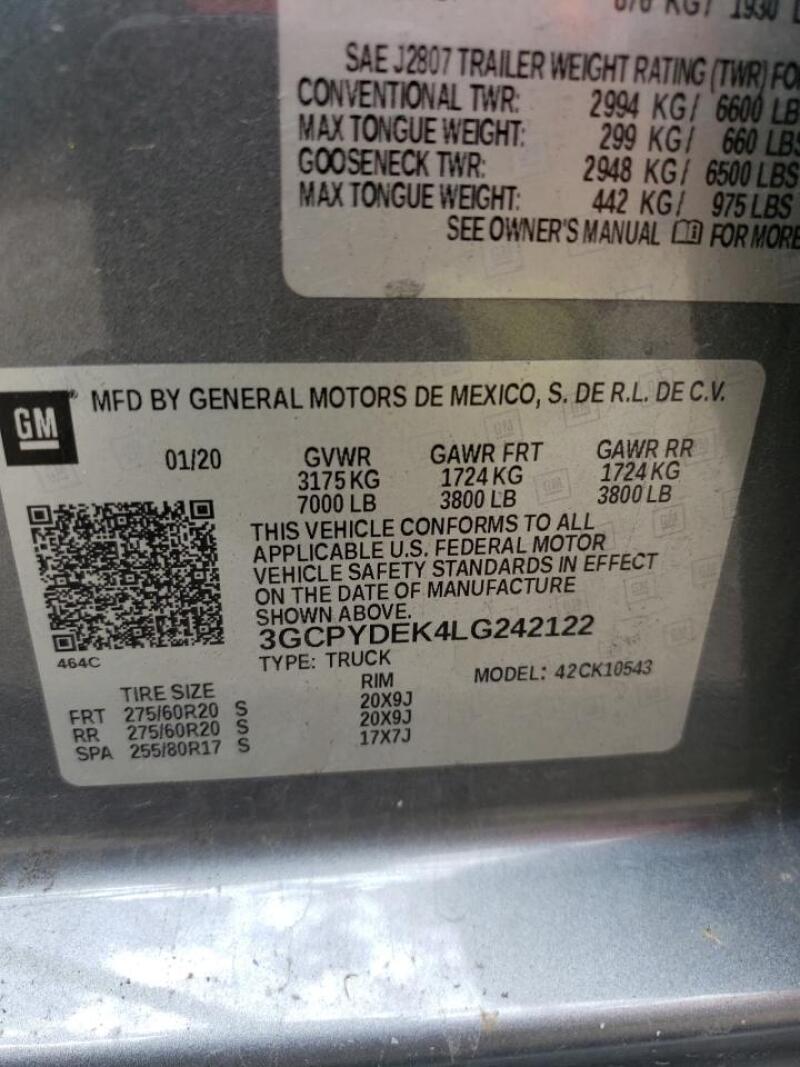 1930
SAE J2807 TRAILER WEIGHT RATING (TWR) FO
CONVENTIONAL TWR: 2994 KG/ 6600 LB
MAX TONGUE WEIGHT: 299 KG/ 660 LBS
GOOSENECK TWR: 2948 KG/ 6500 LBS
MAX TONGUE WEIGHT: 442 KG/ 975 LBS
SEE OWNER'S MANUAL FOR MORE
GM ® MFD BY GENERAL MOTORS DE MEXICO, S. DE R.L. DE C.V.
01/20 GVWR GAWR FRT GAWR RR
3175 KG 1724 KG 1724 KG
7000 LB 3800 LB 3800 LB
THIS VEHICLE CONFORMS TO ALL
APPLICABLE U.S. FEDERAL MOTOR
VEHICLE SAFETY STANDARDS IN EFFECT
ON THE DATE OF MANUFACTURE
SHOWN ABOVE.
3GCPYDEK4LG242122
464C
TYPE: TRUCK MODEL: 42CK10543
TIRE SIZE RIM
FRT 275/60R20 S 20X9J
RR 275/60R20 S 20X9J
SPA 255/80R17 S 17X7J